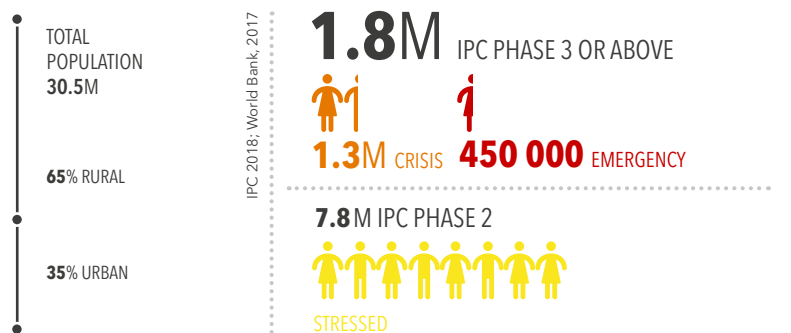 TOTAL
POPULATION
30.5M
65% RURAL
35% URBAN
IPC 2018; World Bank, 2017
1.8M IPC PHASE 3 OR ABOVE
1.3M CRISIS 450 000 EMERGENCY
7.8M IPC PHASE 2
STRESSED